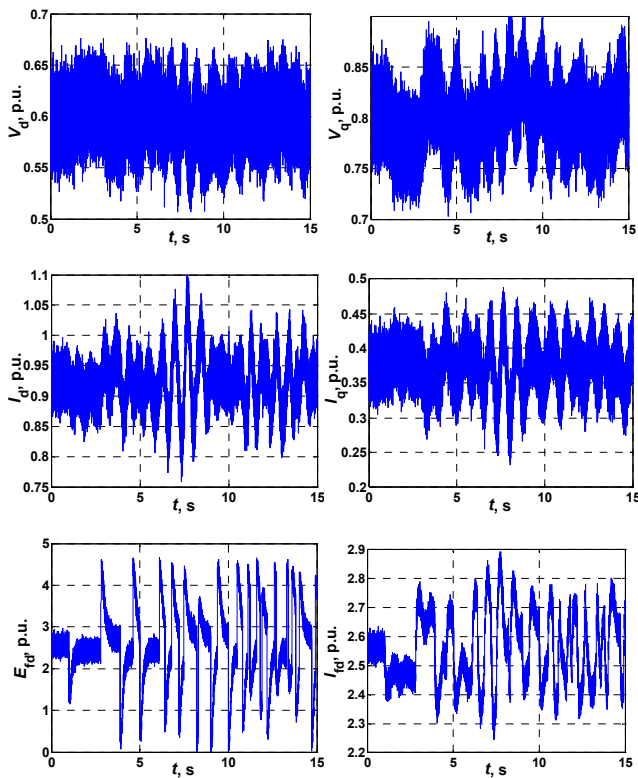 0.7
0.65
0.6
0.55
0.5
V_d, p.u.
0 5 10 15
t, s
0.85
0.8
0.75
0.7
V_q, p.u.
0 5 10 15
t, s
1.1
1.05
1
0.95
0.9
0.85
0.8
0.75
I_d, p.u.
0 5 10 15
t, s
0.5
0.45
0.4
0.35
0.3
0.25
0.2
I_q, p.u.
0 5 10 15
t, s
5
4
3
2
1
0
E_fd, p.u.
0 5 10 15
t, s
2.9
2.8
2.7
2.6
2.5
2.4
2.3
2.2
I_fd, p.u.
0 5 10 15
t, s